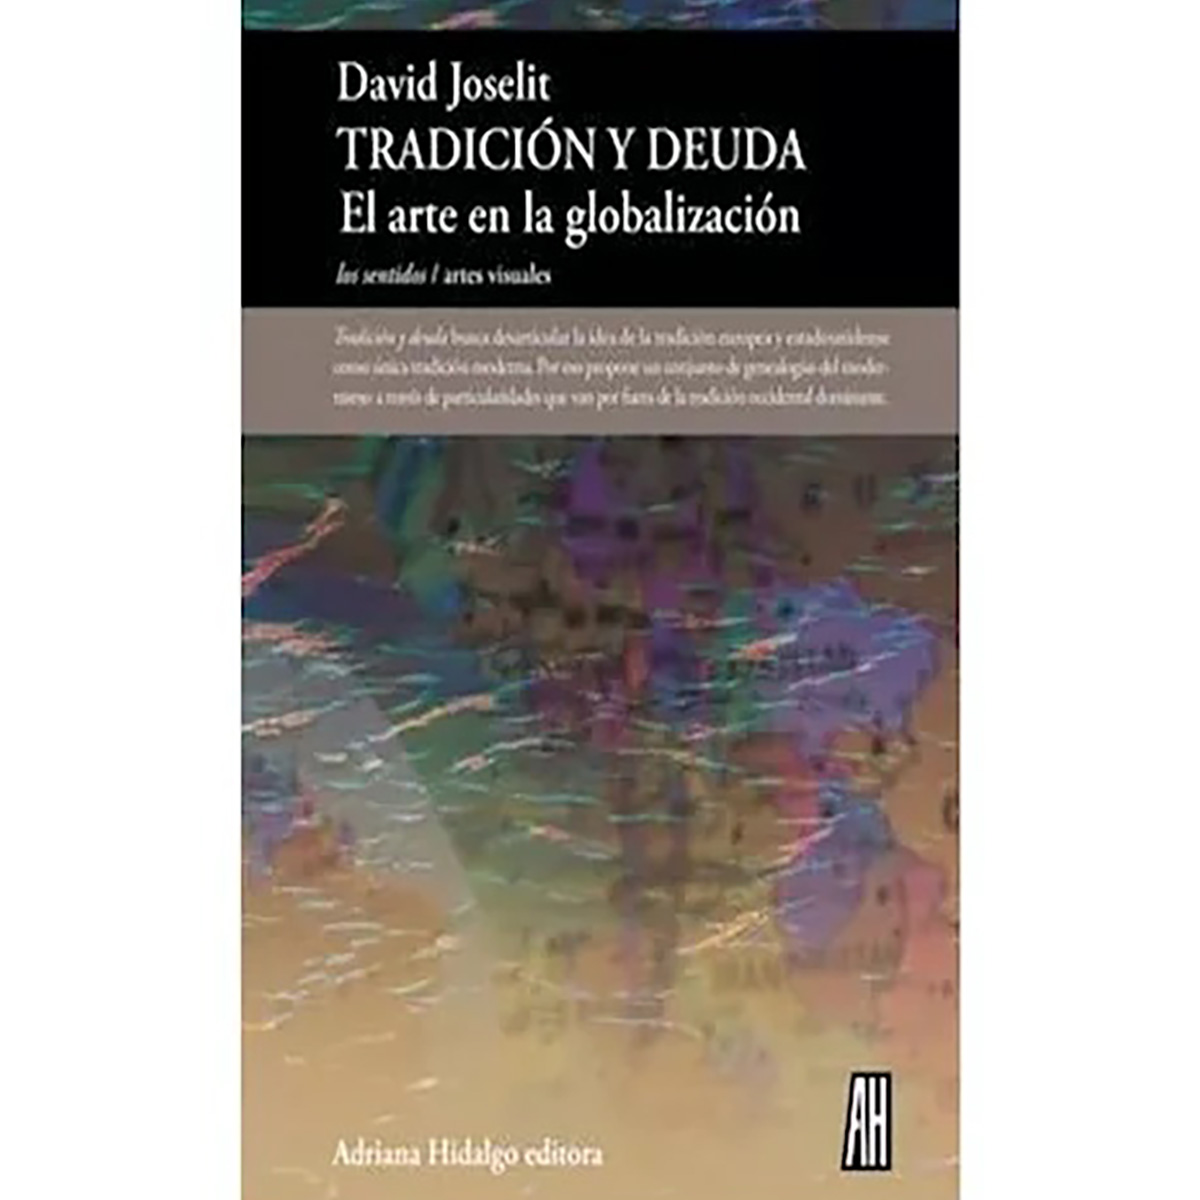 David Joselit
TRADICIÓN Y DEUDA
El arte en la globalización
los sentidos / artes visuales
Tradición y deuda busca desarticular la idea de la tradición europea y estadounidense
como única tradición moderna. Por eso propone un conjunto de genealogías del moder-
nismo a través de particularidades que van por fuera de la tradición occidental dominante.
AH
Adriana Hidalgo editora